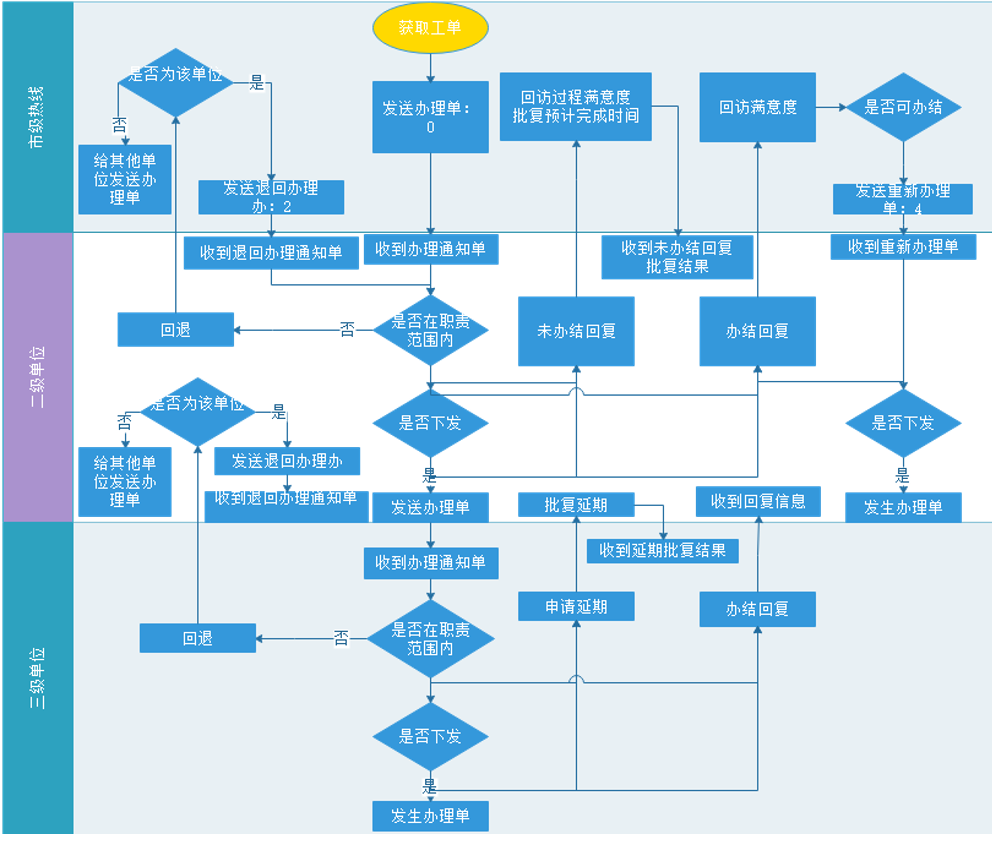 市级热线
获取工单
是否为该单位
是
否
给其他单
位发送办
理单
发送退回办理
办：2
发送办理单：
0
回访过程满意度
批复预计完成时间
回访满意度
是否可办结
发送重新办理
单：4
二级单位
收到退回办理通知单
收到办理通知单
收到未办结回复
批复结果
收到重新办理单
回退
否
是否在职责
范围内
未办结回复
办结回复
是否为该单位
否
是
给其他单
位发送办
理单
发送退回办理办
收到退回办理通知单
是否下发
是
发送办理单
批复延期
收到回复信息
是否下发
是
发生办理单
三级单位
收到办理通知单
收到延期批复结果
申请延期
办结回复
回退
否
是否在职责
范围内
是否下发
是
发生办理单